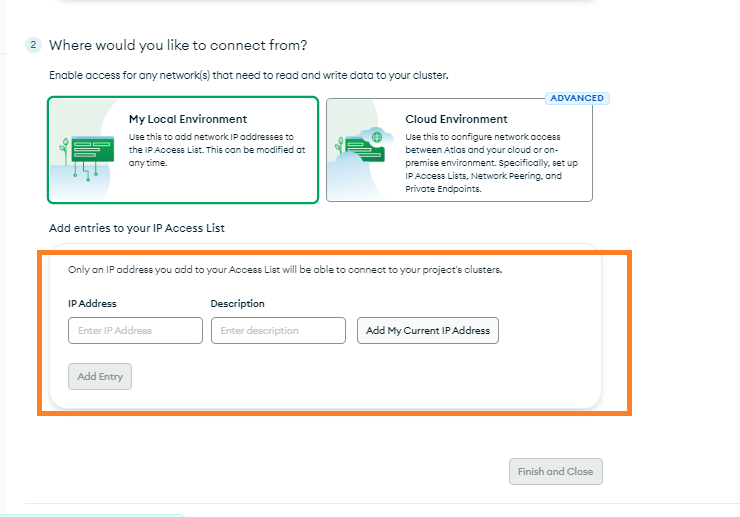 2 Where would you like to connect from?
Enable access for any network(s) that need to read and write data to your cluster.
ADVANCED
My Local Environment
Use this to add network IP addresses to
the IP Access List. This can be modified at
any time.
Cloud Environment
Use this to configure network access
between Atlas and your cloud or on-
premise environment. Specifically, set up
IP Access Lists, Network Peering, and
Private Endpoints.
Add entries to your IP Access List
Only an IP address you add to your Access List will be able to connect to your project's clusters.
IP Address Description
Enter IP Address Enter description Add My Current IP Address
Add Entry
Finish and Close